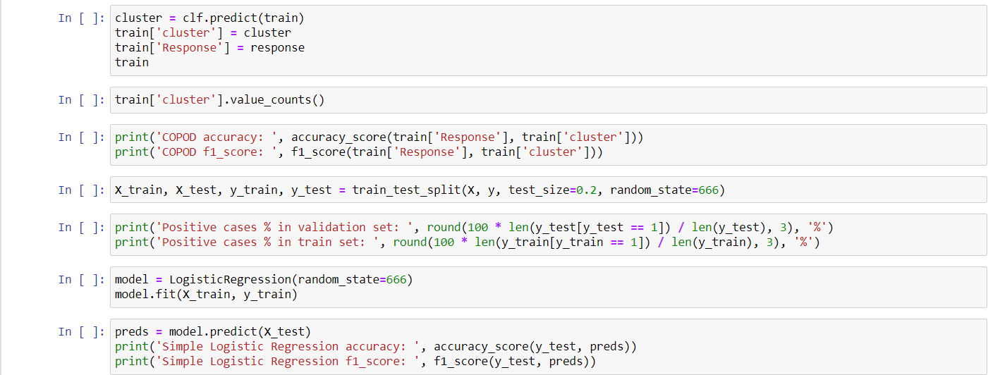 In [ ]: cluster = clf.predict(train)
train['cluster'] = cluster
train['Response'] = response
train
In [ ]: train['cluster'].value_counts()
In [ ]: print('COPOD accuracy: ', accuracy_score(train['Response'], train['cluster']))
print('COPOD f1_score: ', f1_score(train['Response'], train['cluster']))
In [ ]: X_train, X_test, y_train, y_test = train_test_split(X, y, test_size=0.2, random_state=666)
In [ ]: print('Positive cases % in validation set: ', round(100 * len(y_test[y_test == 1]) / len(y_test), 3), '%')
print('Positive cases % in train set: ', round(100 * len(y_train[y_train == 1]) / len(y_train), 3), '%')
In [ ]: model = LogisticRegression(random_state=666)
model.fit(X_train, y_train)
In [ ]: preds = model.predict(X_test)
print('Simple Logistic Regression accuracy: ', accuracy_score(y_test, preds))
print('Simple Logistic Regression f1_score: ', f1_score(y_test, preds))